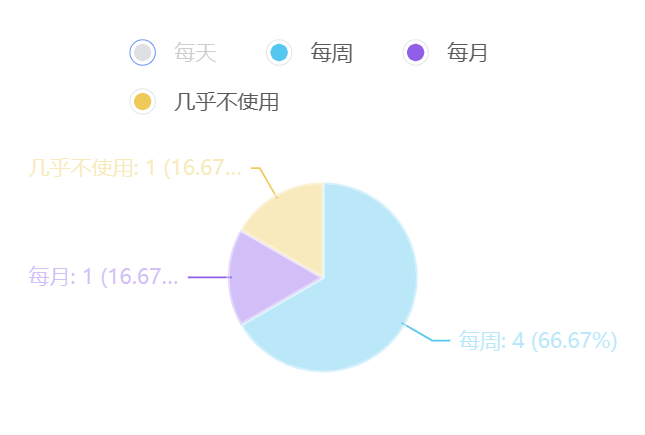 每天 每周 每月
几乎不使用
几乎不使用: 1 (16.67...
每月: 1 (16.67...
每周: 4 (66.67%)